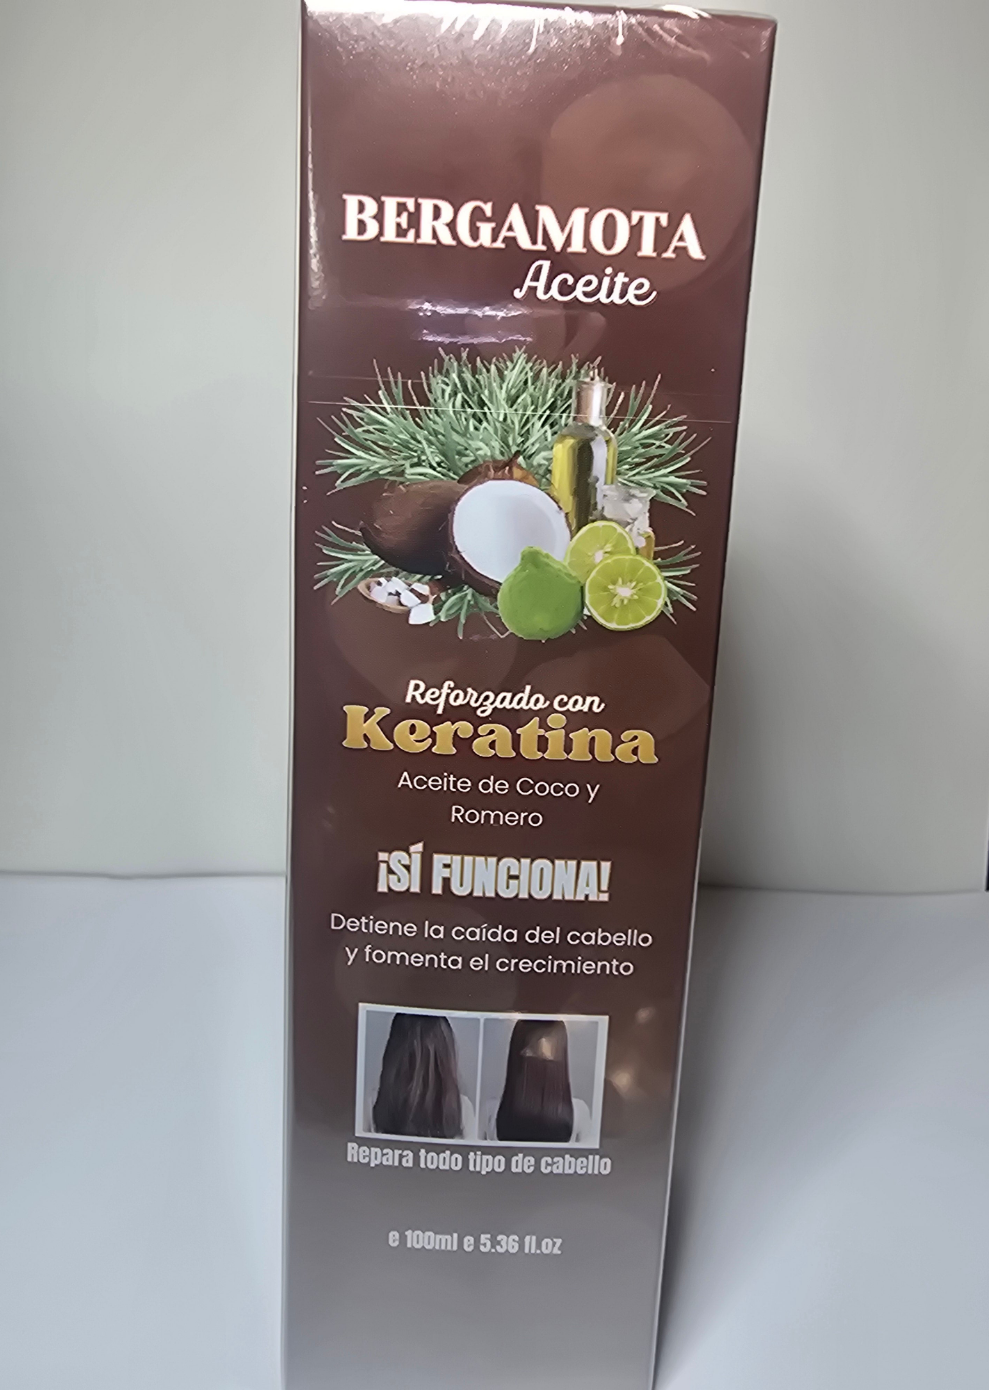 BERGAMOTA
Aceite
Reforzado con
Keratina
Aceite de Coco y
Romero
¡SÍ FUNCIONA!
Detiene la caída del cabello
y fomenta el crecimiento
Repara todo tipo de cabello
e 100ml e 5.36 fl.oz